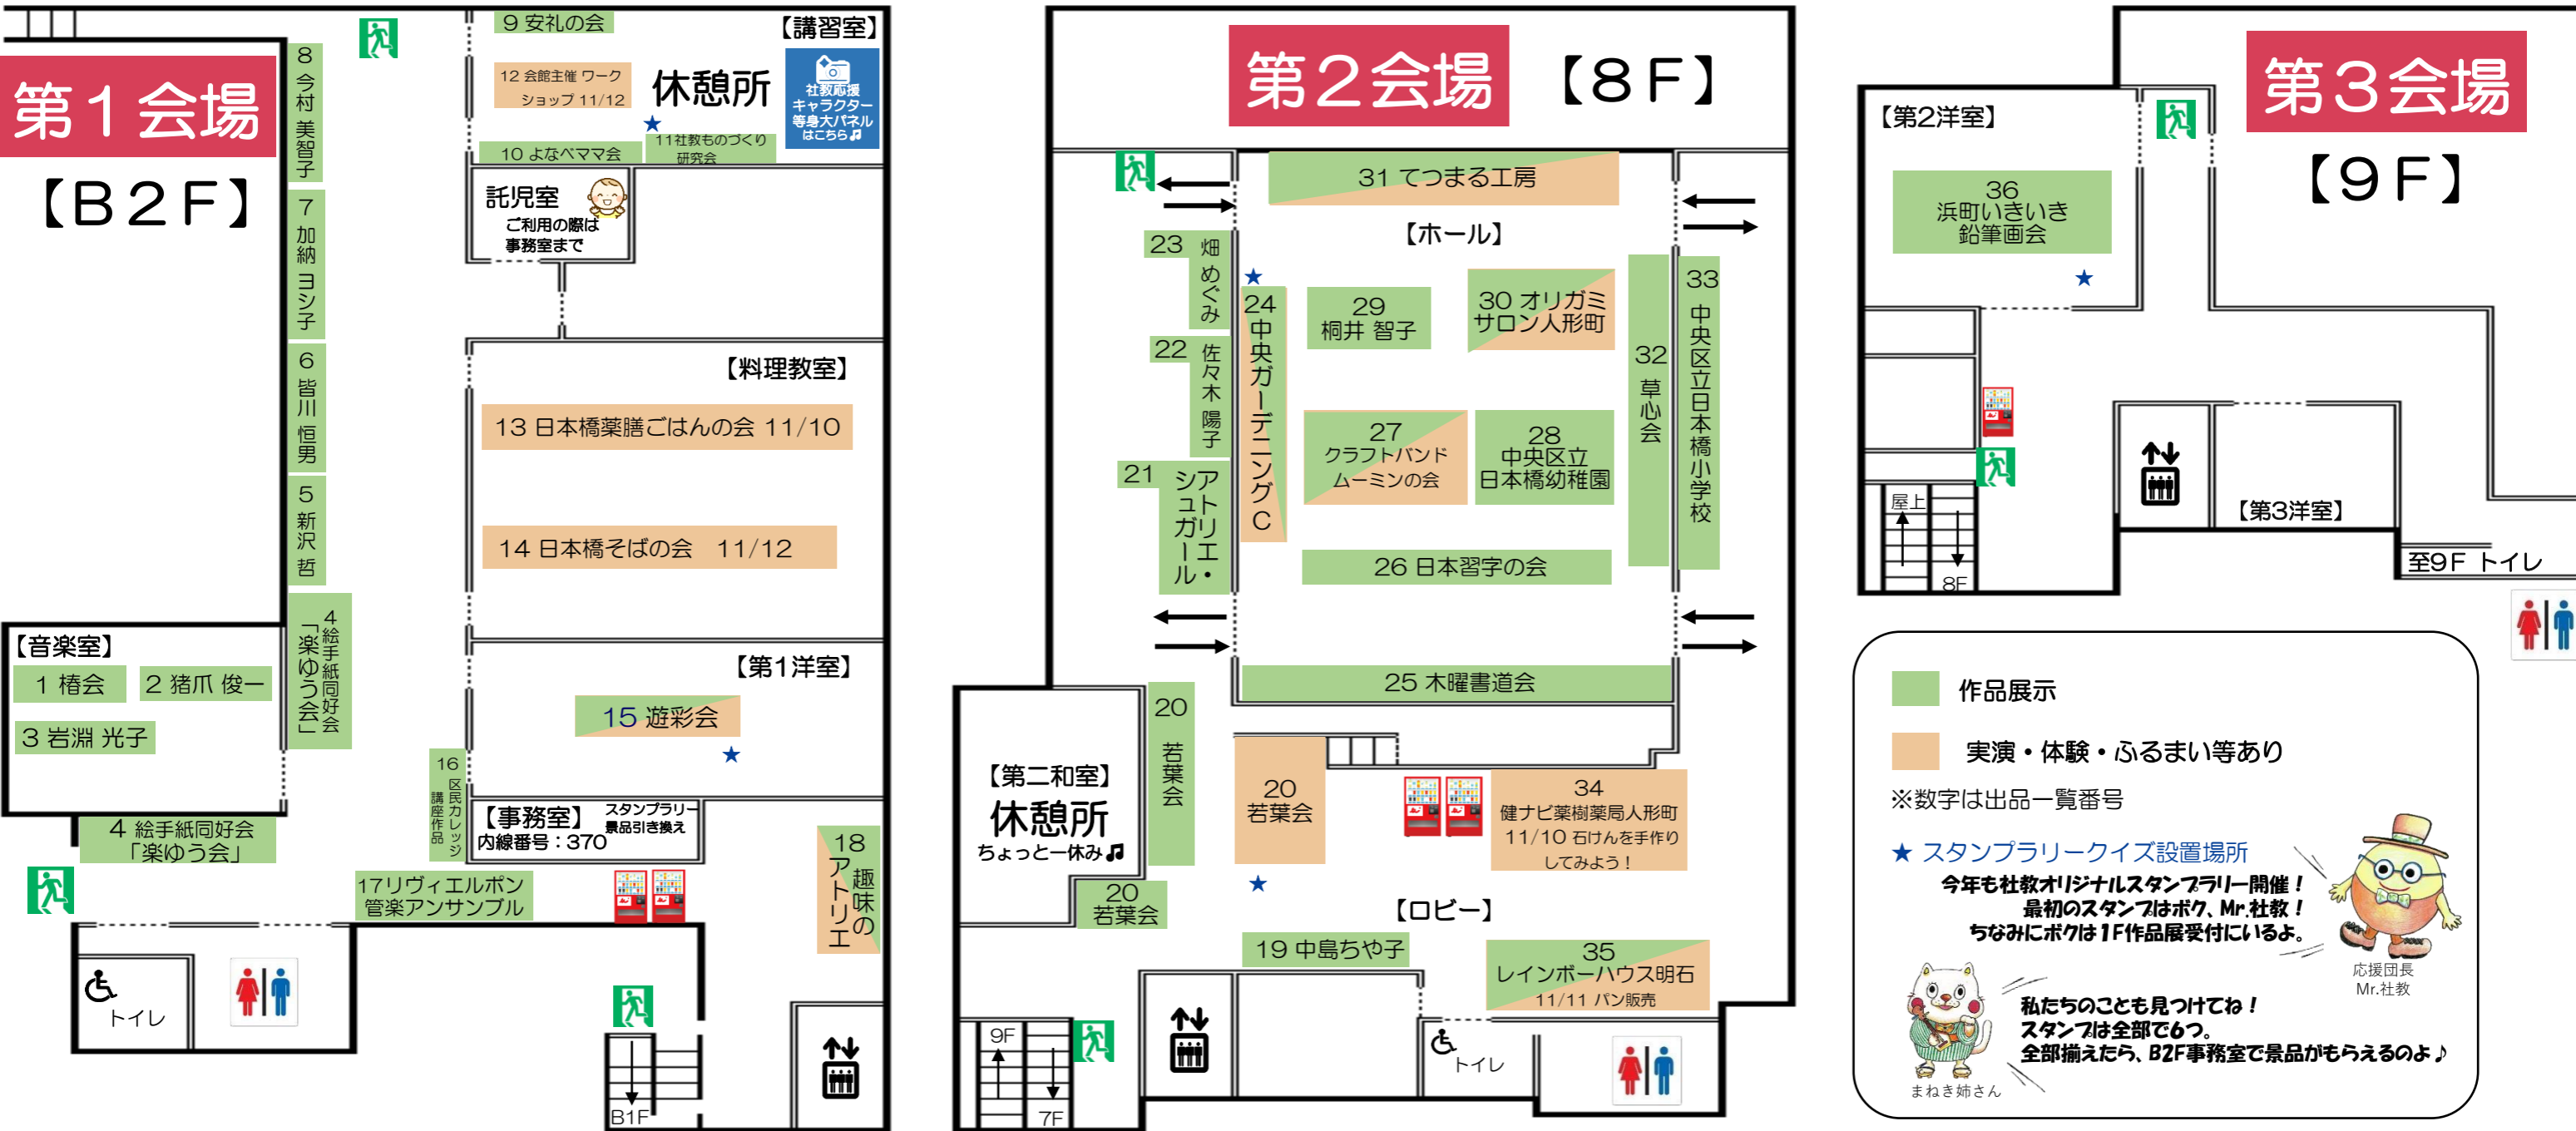 第1会場
【B2F】
8 今村 美智子
7 加納 ヨシ子
6 皆川 恒男
5 新沢 哲
4 絵手紙同好会
「楽ゆう会」
【音楽室】
1 椿会
2 猪爪 俊一
3 岩淵 光子
4 絵手紙同好会
「楽ゆう会」
トイレ
9 安礼の会
【講習室】
12 会館主催 ワーク
ショップ 11/12
休憩所
社教応援
キャラクター
等身大パネル
はこちら♫
★
10 よなべママ会
11社教ものづくり
研究会
託児室
ご利用の際は
事務室まで
【料理教室】
13 日本橋薬膳ごはんの会 11/10
14 日本橋そばの会 11/12
【第1洋室】
15 遊彩会
★
16 区民カレッジ
講座作品
【事務室】
内線番号：370
スタンプラリー
景品引き換え
17リヴィエルポン
管楽アンサンブル
18 趣味の
アトリエ
B1F
第2会場
【8F】
31 てつまる工房
【ホール】
23 畑 めぐみ
22 佐々木 陽子
21 アトリエ・
シュガール
★
24 中央ガーデニングC
29
桐井 智子
30 オリガミ
サロン人形町
27
クラフトバンド
ムーミンの会
28
中央区立
日本橋幼稚園
32 草心会
33 中央区立日本橋小学校
26 日本習字の会
25 木曜書道会
【第二和室】
休憩所
ちょっと一休み♫
20 若葉会
20
若葉会
20
若葉会
★
34
健ナビ薬樹薬局人形町
11/10 石けんを手作り
してみよう！
【ロビー】
19 中島ちや子
35
レインボーハウス明石
11/11 パン販売
9F
7F
トイレ
第3会場
【9F】
【第2洋室】
36
浜町いきいき
鉛筆画会
★
屋上
8F
【第3洋室】
至9F トイレ
作品展示
実演・体験・ふるまい等あり
※数字は出品一覧番号
★ スタンプラリークイズ設置場所
今年も社教オリジナルスタンプラリー開催！
最初のスタンプはボク、Mr.社教！
ちなみにボクは1F作品展受付にいるよ。
応援団長
Mr.社教
私たちのことも見つけてね！
スタンプは全部で6つ。
全部揃えたら、B2F事務室で景品がもらえるのよ♪
まねき姉さん